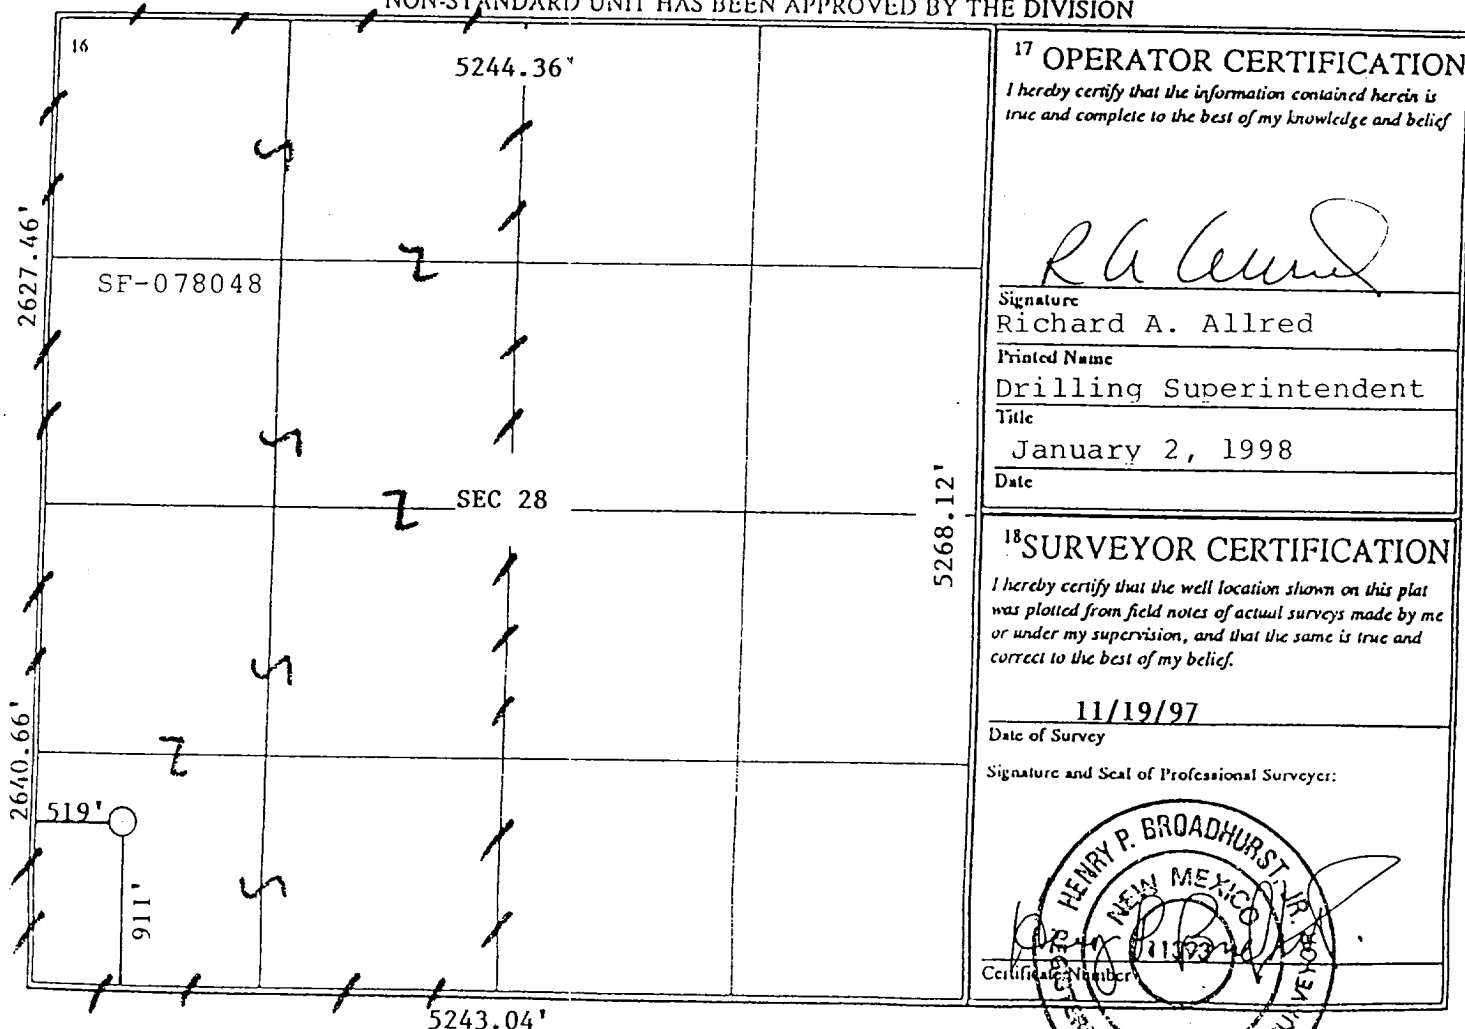 NON-STANDARD UNIT HAS BEEN APPROVED BY THE DIVISION
16
5244.36'
2627.46'
SF-078048
SEC 28
5268.12'
2640.66'
519'
911'
5243.04'
17 OPERATOR CERTIFICATION
I hereby certify that the information contained herein is
true and complete to the best of my knowledge and belief
Signature
Richard A. Allred
Printed Name
Drilling Superintendent
Title
January 2, 1998
Date
18 SURVEYOR CERTIFICATION
I hereby certify that the well location shown on this plat
was plotted from field notes of actual surveys made by me
or under my supervision, and that the same is true and
correct to the best of my belief.
11/19/97
Date of Survey
Signature and Seal of Professional Surveyer:
HENRY P. BROADHURST, JR.
NEW MEXICO
11393
Certificate Number